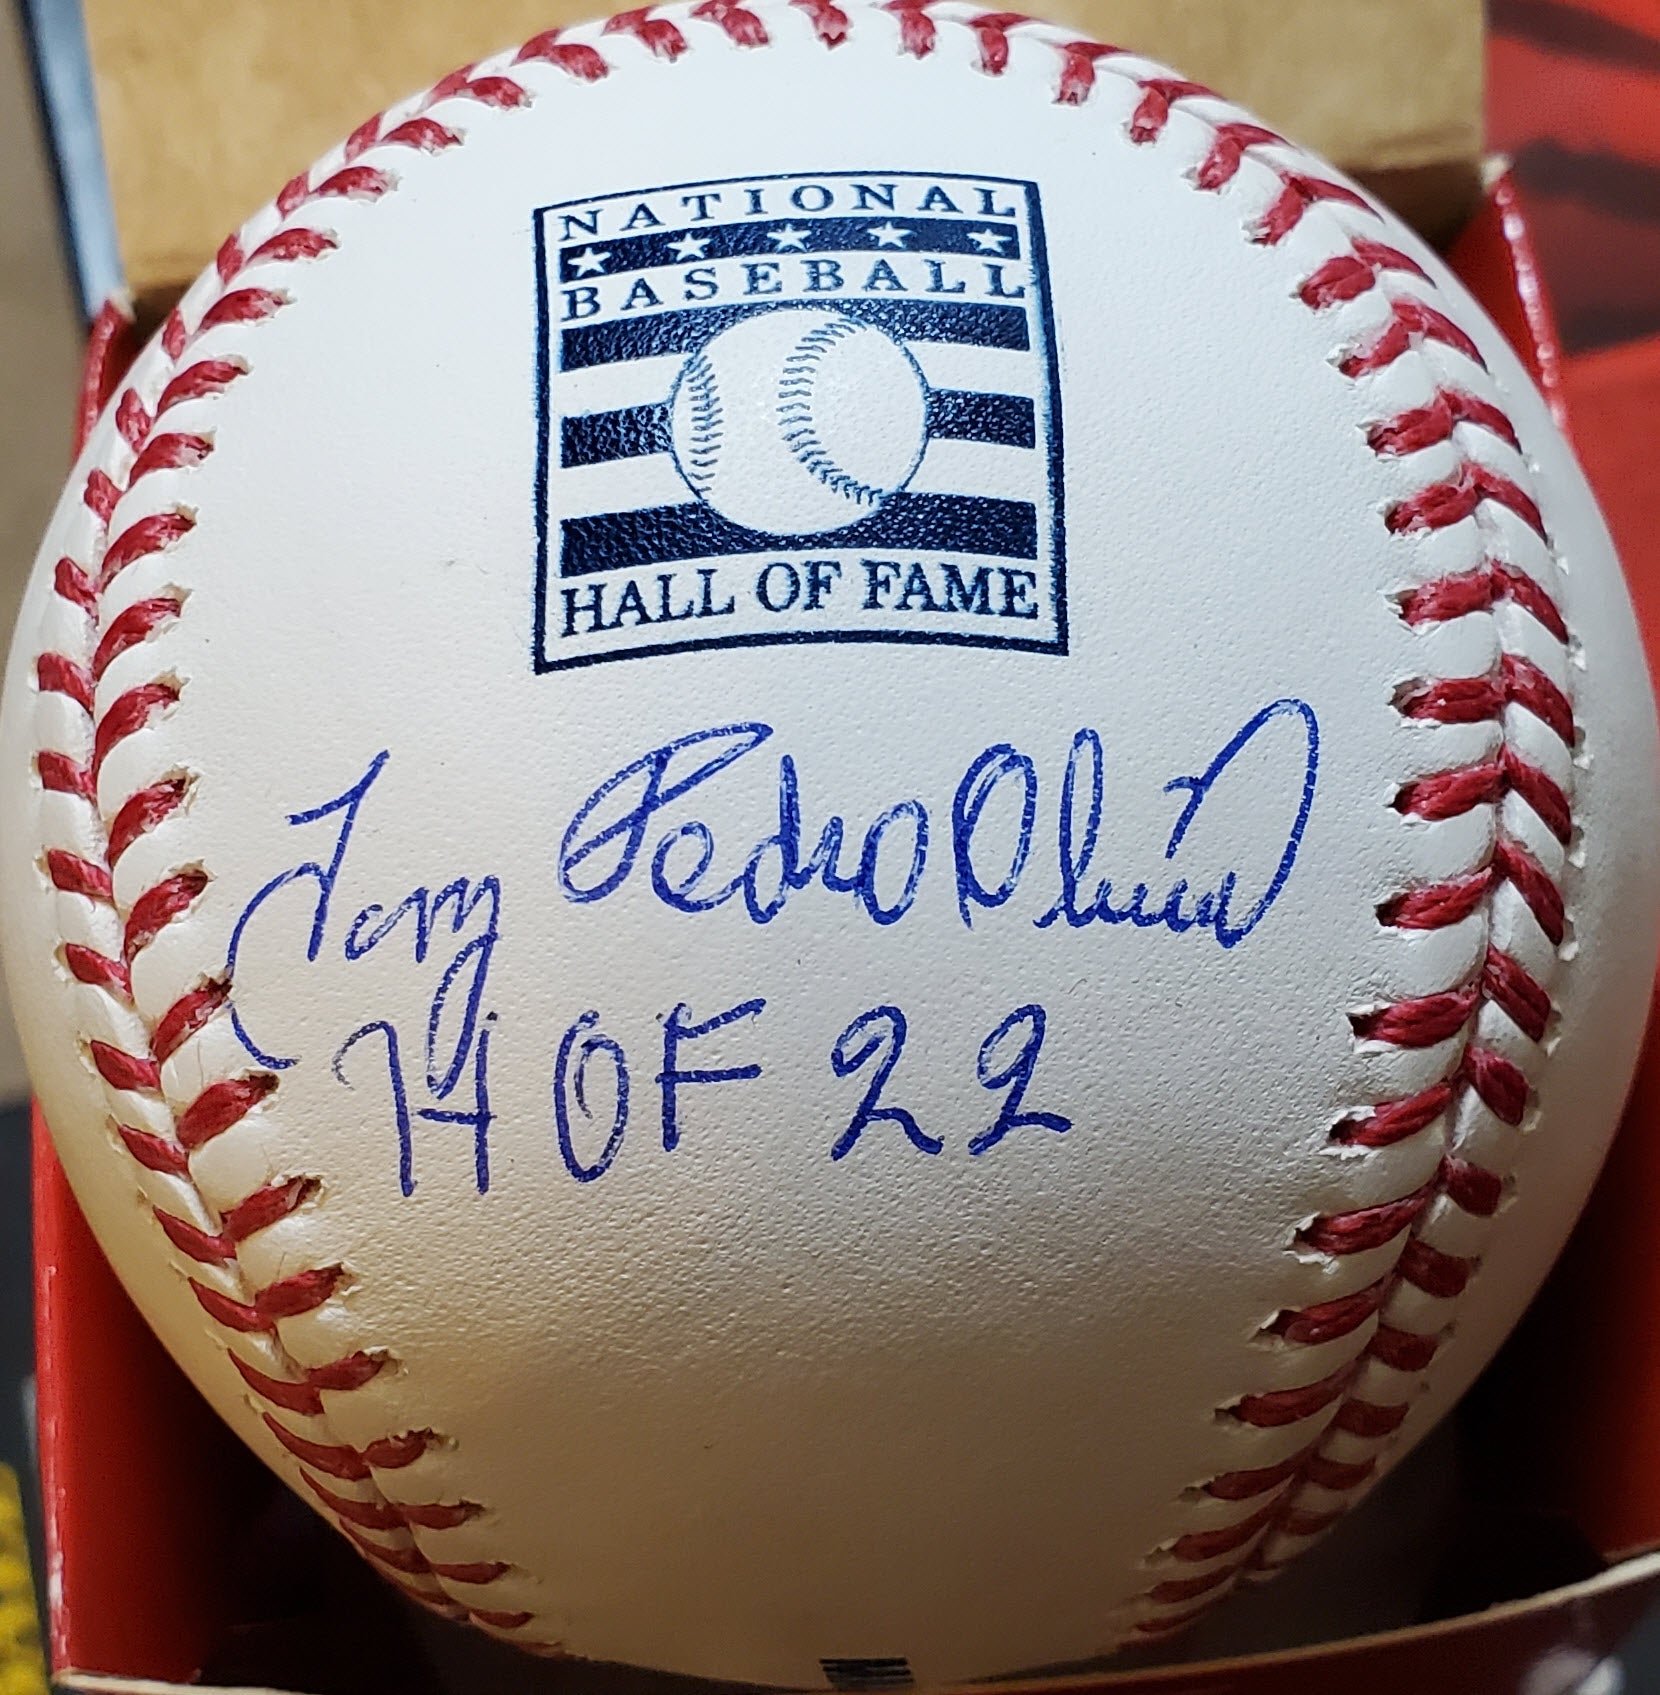 NATIONAL
BASEBALL
HALL OF FAME
Tony Pedro Oliva
HOF 22